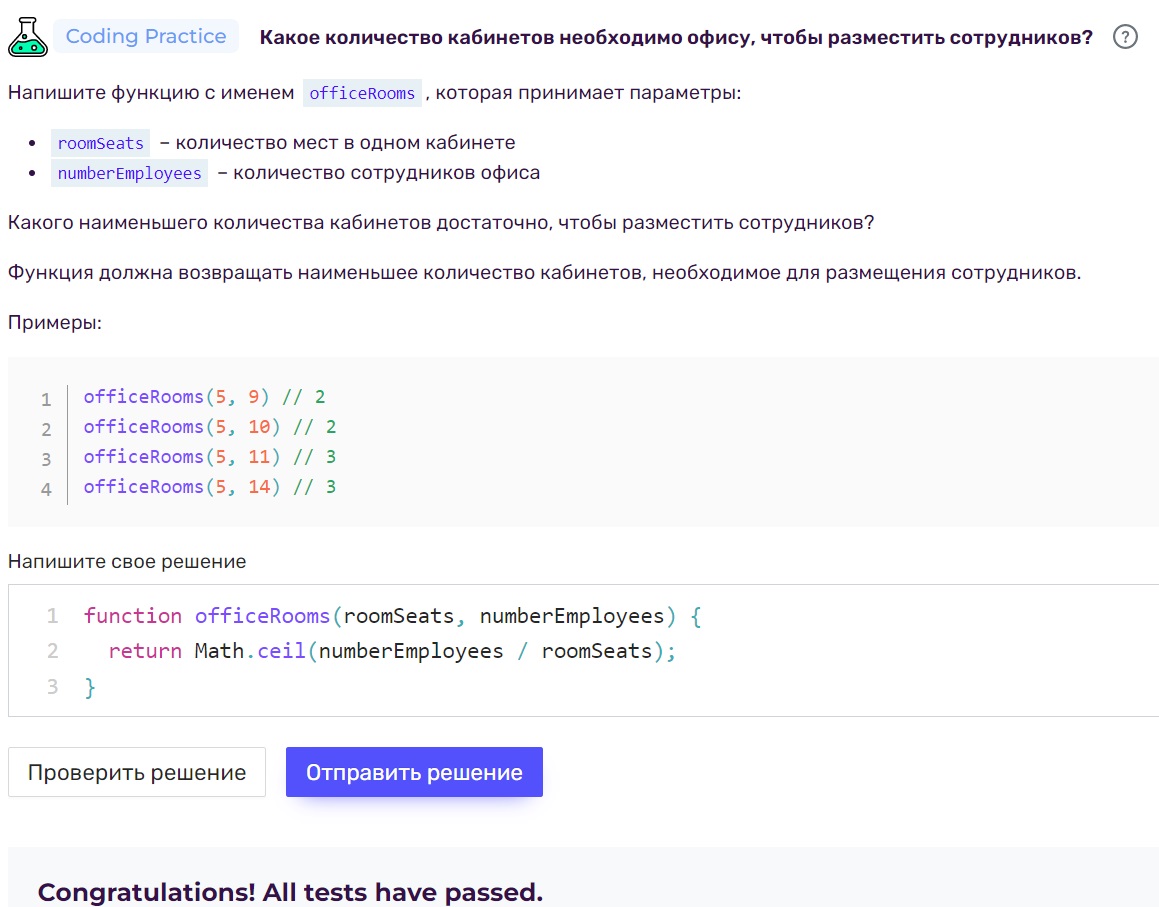 Coding Practice Какое количество кабинетов необходимо офису, чтобы разместить сотрудников? ?
Напишите функцию с именем officeRooms , которая принимает параметры:
• roomSeats – количество мест в одном кабинете
• numberEmployees – количество сотрудников офиса
Какого наименьшего количества кабинетов достаточно, чтобы разместить сотрудников?
Функция должна возвращать наименьшее количество кабинетов, необходимое для размещения сотрудников.
Примеры:
1 officeRooms(5, 9) // 2
2 officeRooms(5, 10) // 2
3 officeRooms(5, 11) // 3
4 officeRooms(5, 14) // 3
Напишите свое решение
1 function officeRooms(roomSeats, numberEmployees) {
2   return Math.ceil(numberEmployees / roomSeats);
3 }
Проверить решение Отправить решение
Congratulations! All tests have passed.